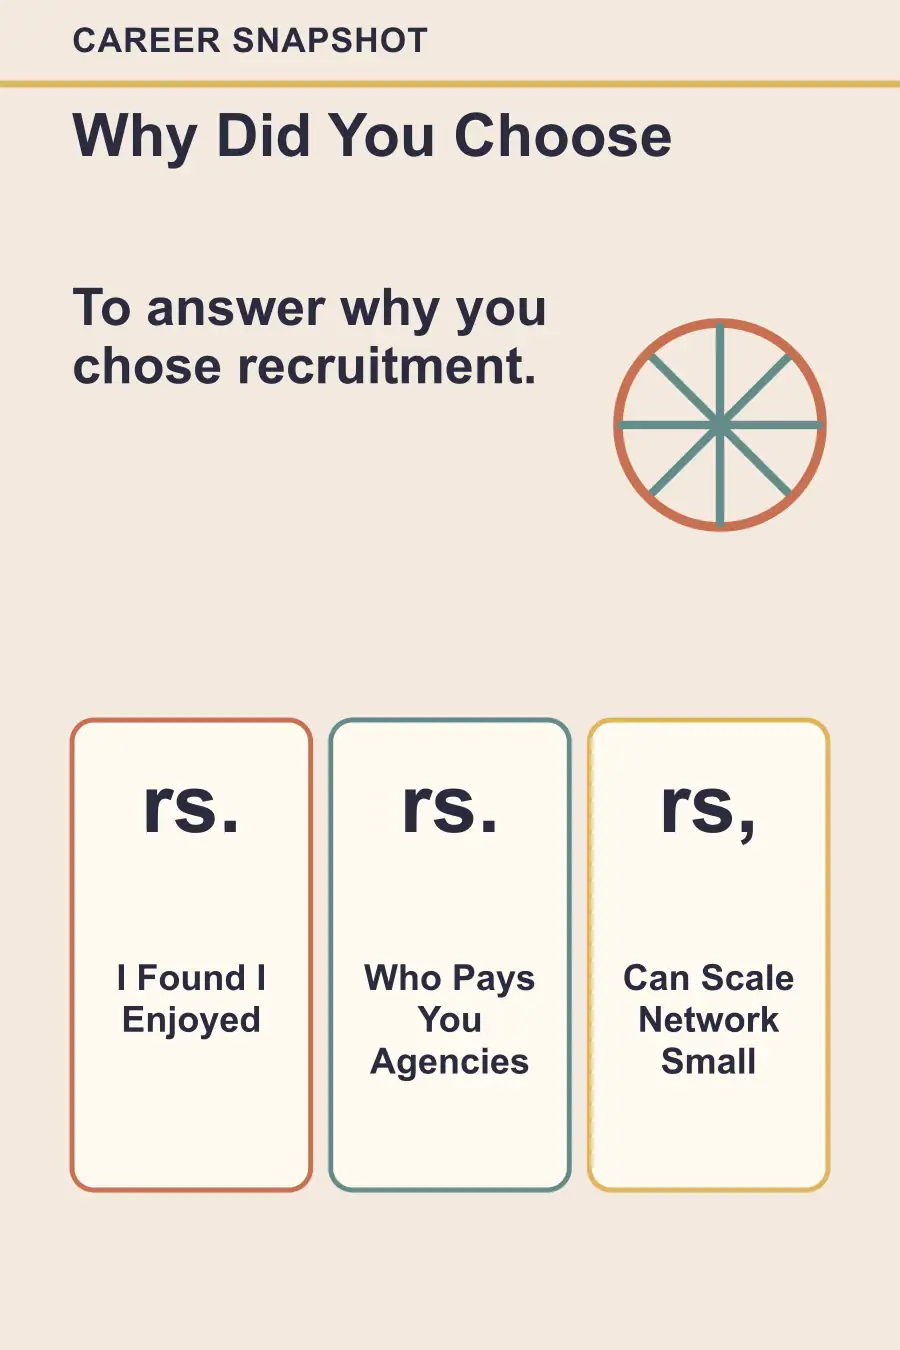 CAREER SNAPSHOT
Why Did You Choose
To answer why you
chose recruitment.
rs.
I Found I
Enjoyed
rs.
Who Pays
You
Agencies
rs,
Can Scale
Network
Small